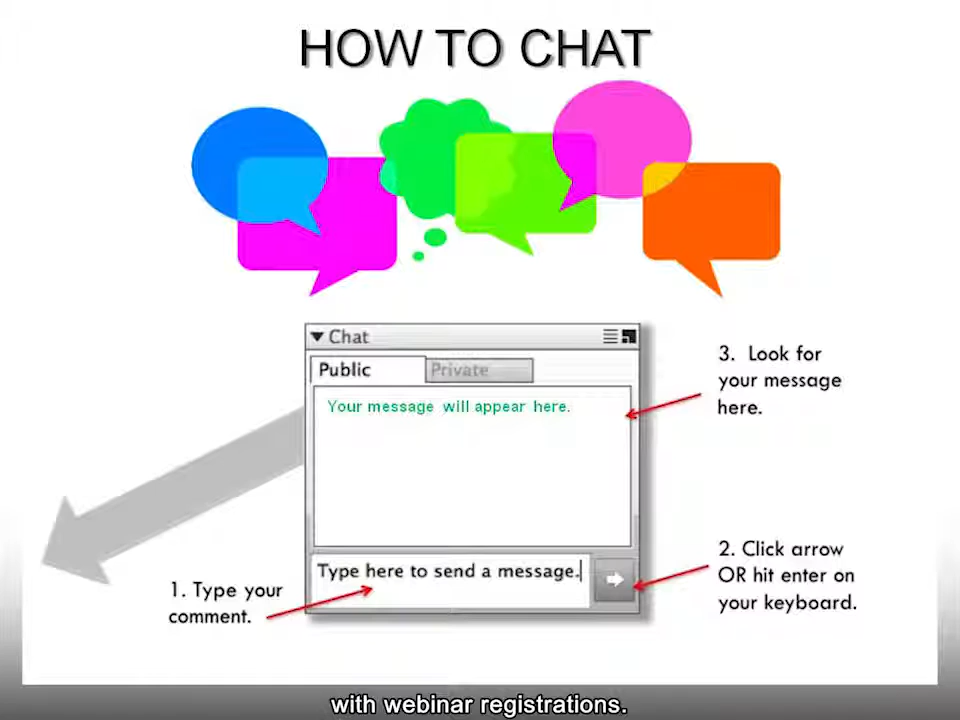 HOW TO CHAT
Chat
Public
Private
Your message will appear here.
3. Look for
your message
here.
Type here to send a message.
2. Click arrow
OR hit enter on
your keyboard.
1. Type your
comment.
with webinar registrations.